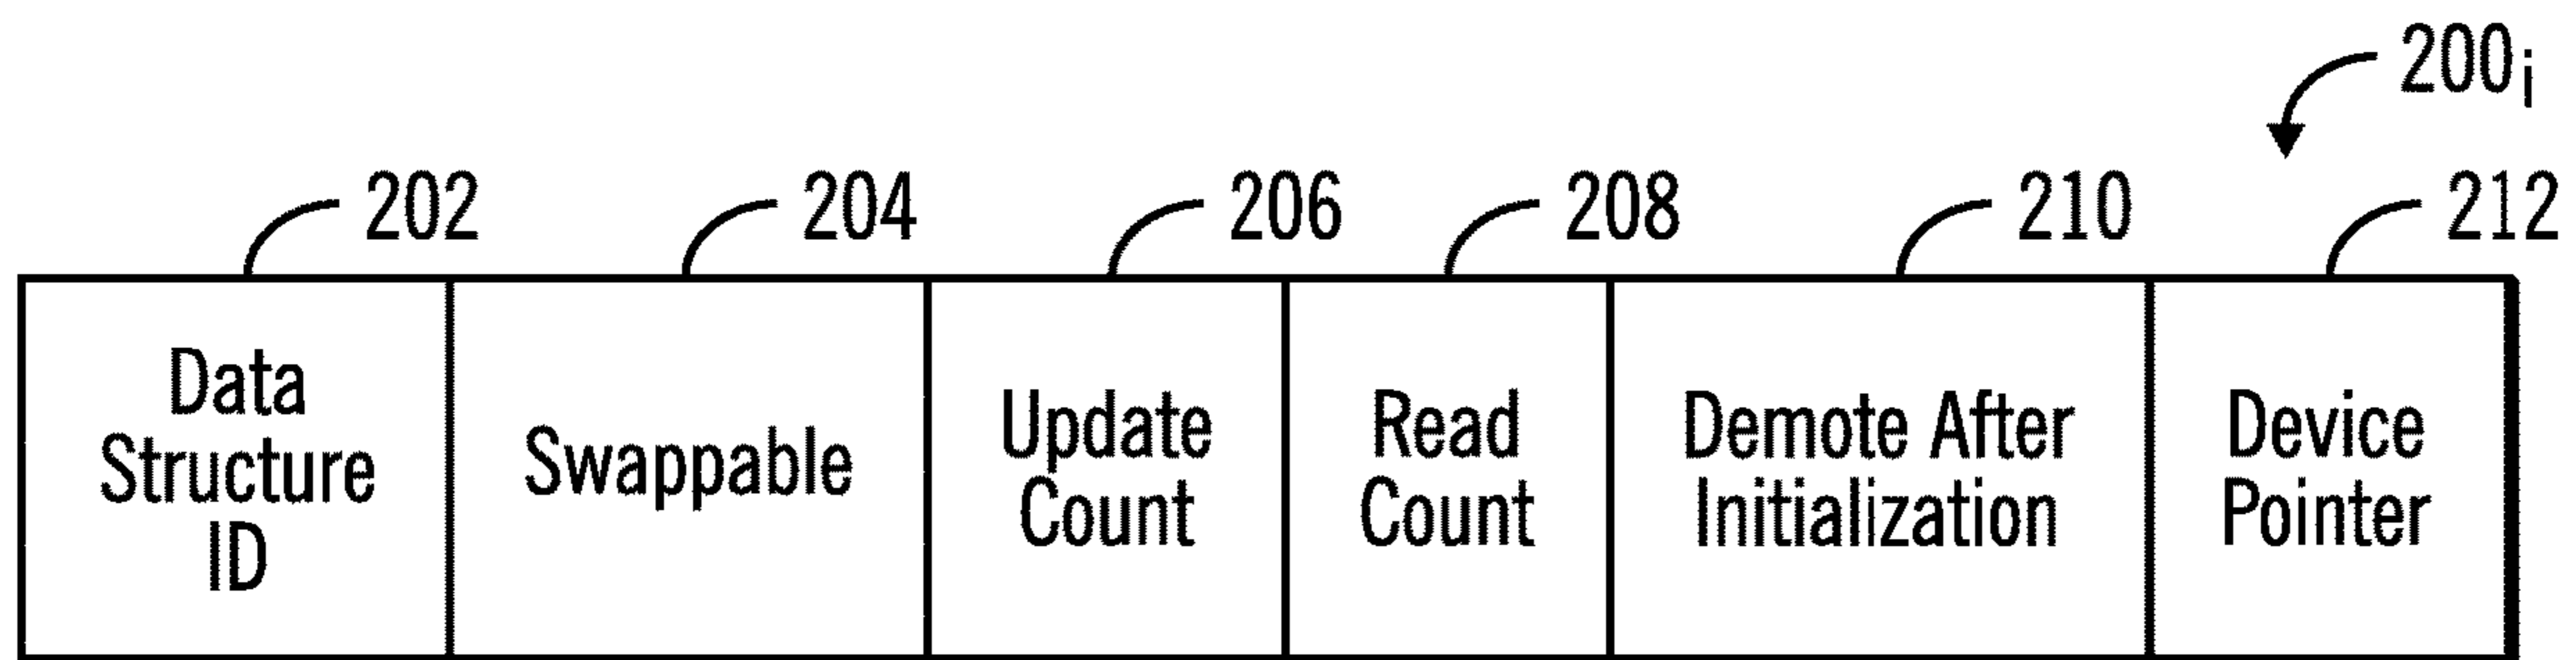 200i
202
204
206
208
210
212
Data
Structure
ID
Swappable
Update
Count
Read
Count
Demote After
Initialization
Device
Pointer